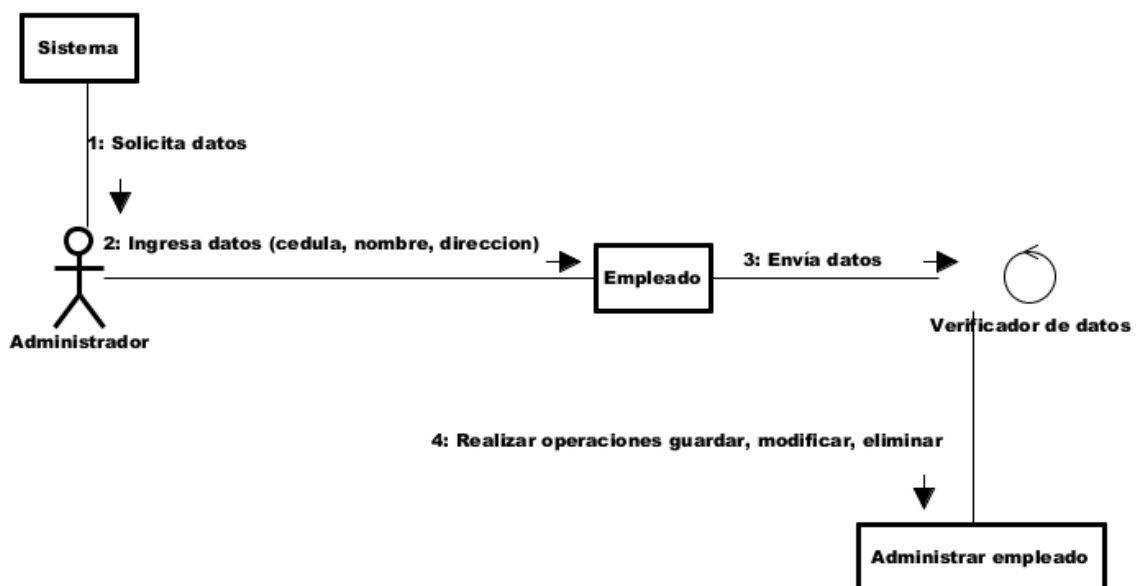 Sistema
1: Solicita datos
2: Ingresa datos (cedula, nombre, direccion)
3: Envía datos
Empleado
Verificador de datos
Administrador
4: Realizar operaciones guardar, modificar, eliminar
Administrar empleado